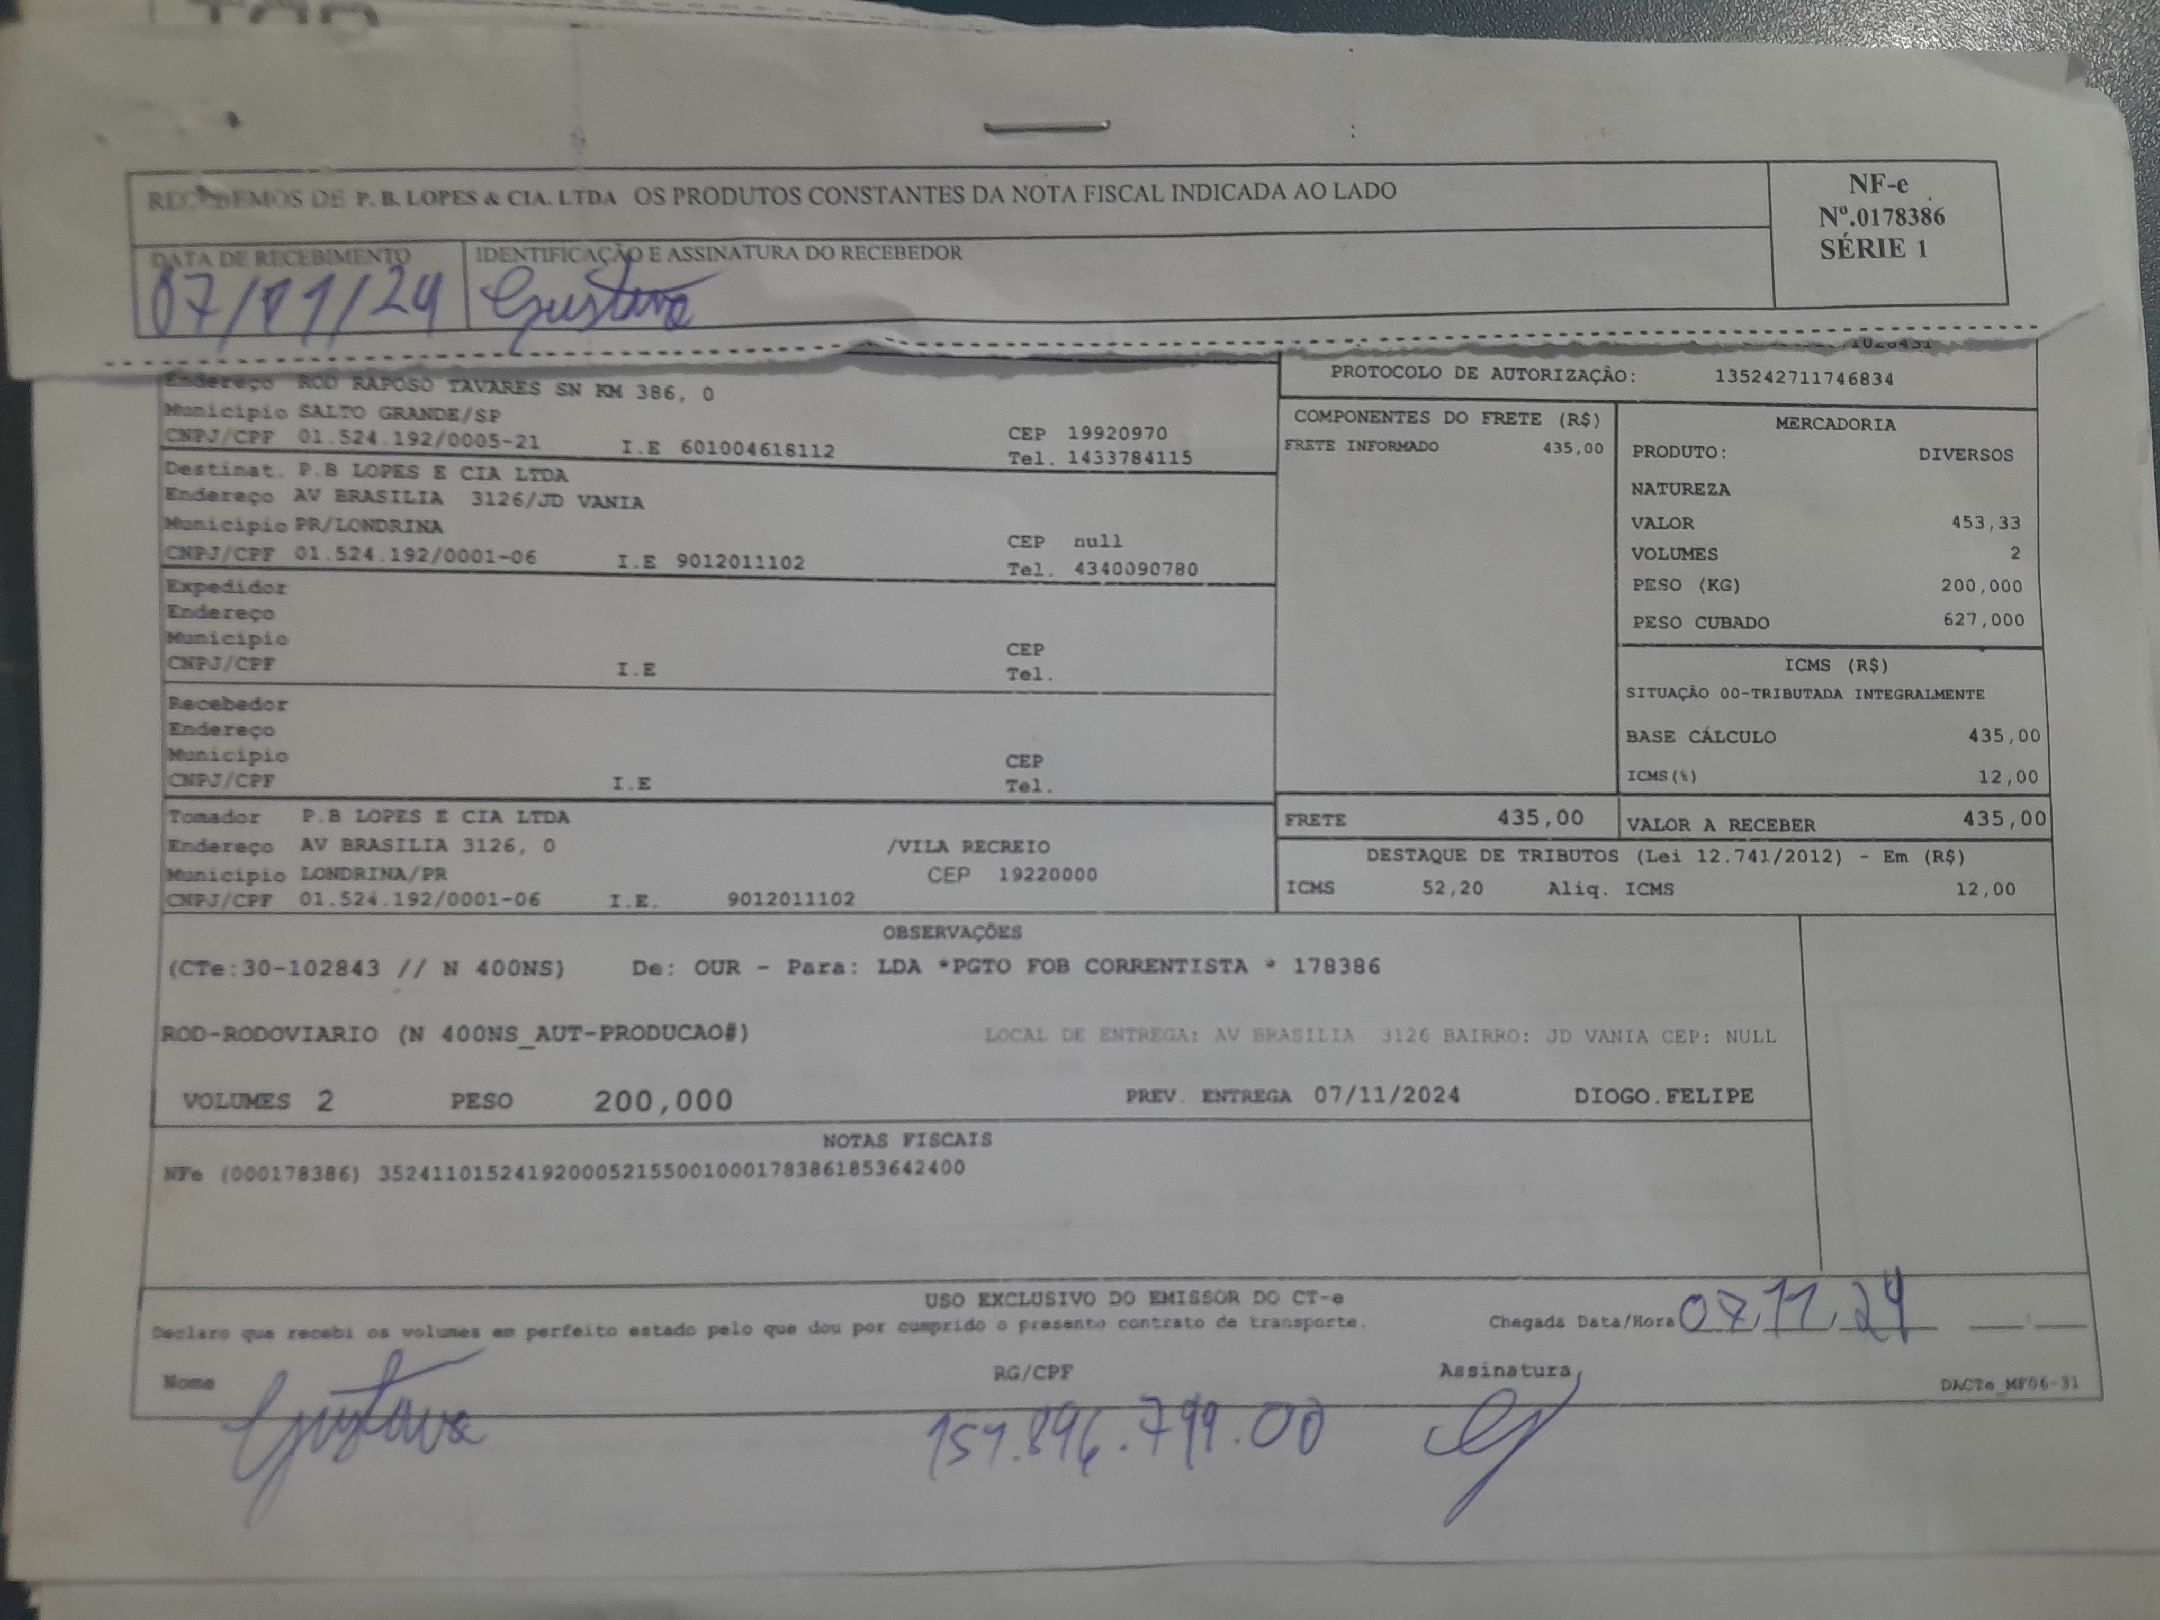 RECEBEMOS DE P. B. LOPES & CIA. LTDA OS PRODUTOS CONSTANTES DA NOTA FISCAL INDICADA AO LADO
NF-e
Nº.0178386
SÉRIE 1
DATA DE RECEBIMENTO
IDENTIFICAÇÃO E ASSINATURA DO RECEBEDOR
07/11/24
Gustavo
Endereço ROD RAPOSO TAVARES SN KM 386, 0
Município SALTO GRANDE/SP
CNPJ/CPF 01.524.192/0005-21 I.E 601004618112
CEP 19920970
Tel. 1433784115
Destinat. P.B LOPES E CIA LTDA
Endereço AV BRASILIA 3126/JD VANIA
Município PR/LONDRINA
CNPJ/CPF 01.524.192/0001-06 I.E 9012011102
CEP null
Tel. 4340090780
Expedidor
Endereço
Município
CNPJ/CPF I.E
CEP
Tel.
Recebedor
Endereço
Município
CNPJ/CPF I.E
CEP
Tel.
Tomador P.B LOPES E CIA LTDA
Endereço AV BRASILIA 3126, 0 /VILA RECREIO
Município LONDRINA/PR CEP 19220000
CNPJ/CPF 01.524.192/0001-06 I.E. 9012011102
PROTOCOLO DE AUTORIZAÇÃO: 135242711746834
COMPONENTES DO FRETE (R$)
FRETE INFORMADO 435,00
MERCADORIA
PRODUTO: DIVERSOS
NATUREZA
VALOR 453,33
VOLUMES 2
PESO (KG) 200,000
PESO CUBADO 627,000
ICMS (R$)
SITUAÇÃO 00-TRIBUTADA INTEGRALMENTE
BASE CÁLCULO 435,00
ICMS(%) 12,00
FRETE 435,00
VALOR A RECEBER 435,00
DESTAQUE DE TRIBUTOS (Lei 12.741/2012) - Em (R$)
ICMS 52,20 Aliq. ICMS 12,00
OBSERVAÇÕES
(CTe:30-102843 // N 400NS) De: OUR - Para: LDA *PGTO FOB CORRENTISTA * 178386
ROD-RODOVIARIO (N 400NS_AUT-PRODUCAO#) LOCAL DE ENTREGA: AV BRASILIA 3126 BAIRRO: JD VANIA CEP: NULL
VOLUMES 2 PESO 200,000 PREV. ENTREGA 07/11/2024 DIOGO.FELIPE
NOTAS FISCAIS
NFe (000178386) 35241101524192000521550010001783861853642400
USO EXCLUSIVO DO EMISSOR DO CT-e
Declaro que recebi os volumes em perfeito estado pelo que dou por cumprido o presente contrato de transporte.
Chegada Data/Hora 07/11/24
Nome
RG/CPF
Assinatura
DACTe_MF06-31
Gustavo